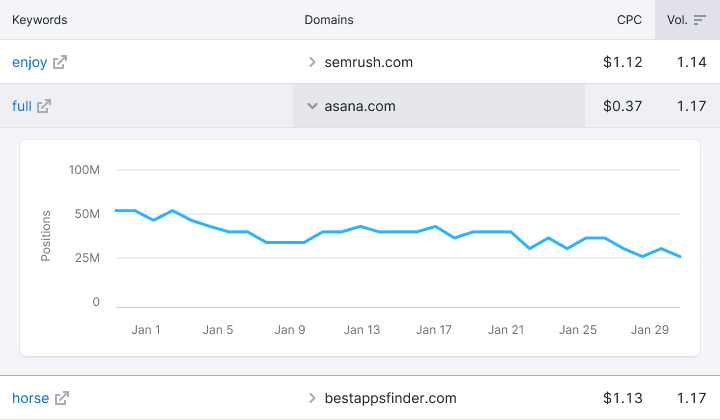 Keywords Domains CPC Vol.
enjoy semrush.com $1.12 1.14
full asana.com $0.37 1.17
100M
50M
25M
0
Positions
Jan 1 Jan 5 Jan 9 Jan 13 Jan 17 Jan 21 Jan 25 Jan 29
horse bestappsfinder.com $1.13 1.17